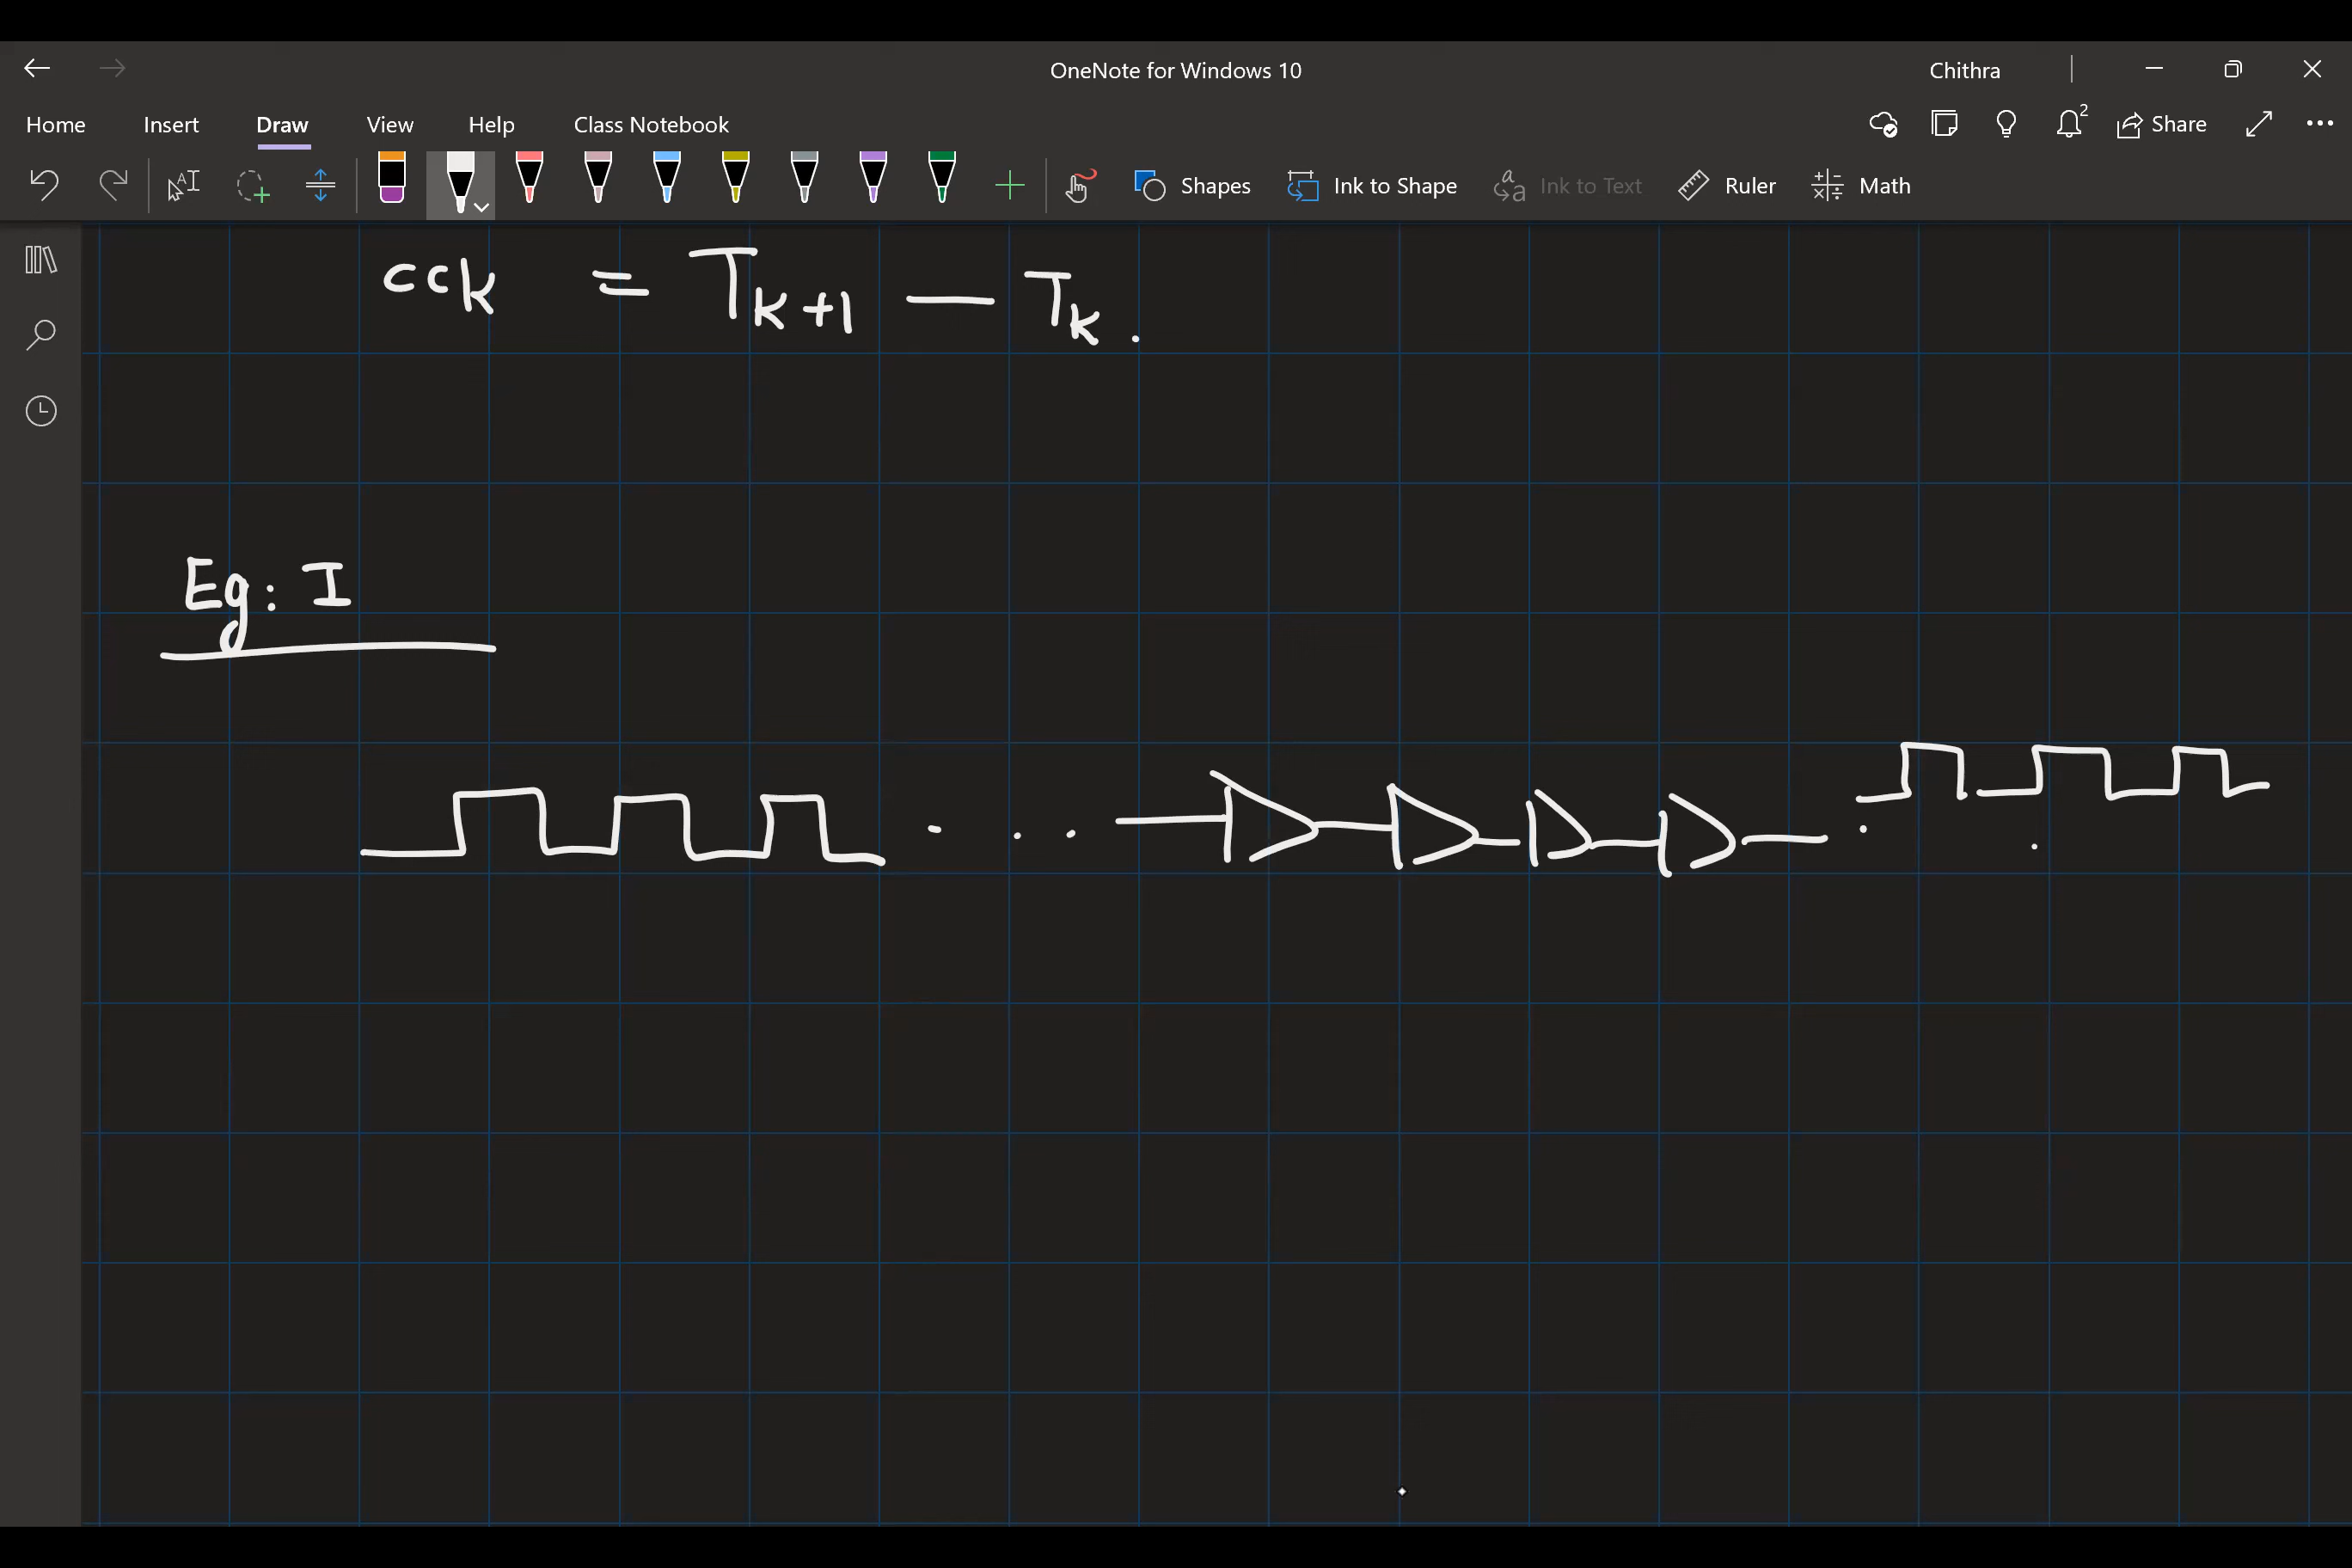 OneNote for Windows 10 Chithra
Home Insert Draw View Help Class Notebook 2 Share
Shapes Ink to Shape Ink to Text Ruler Math
cck = Tk+1 — Tk.
Eg: I